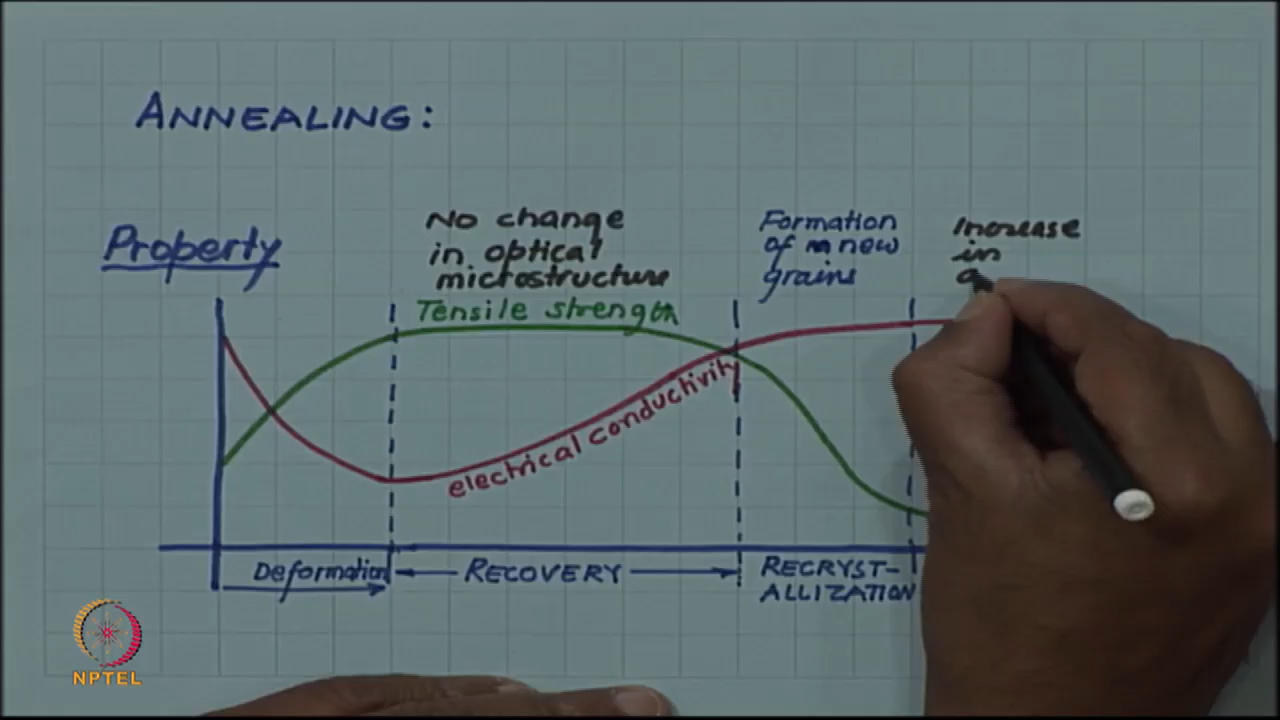 ANNEALING:
Property
No change
in optical
microstructure
Tensile strength
Formation
of new
grains
Increase
in
electrical conductivity
Deformation
RECOVERY
RECRYST-
ALLIZATION
NPTEL